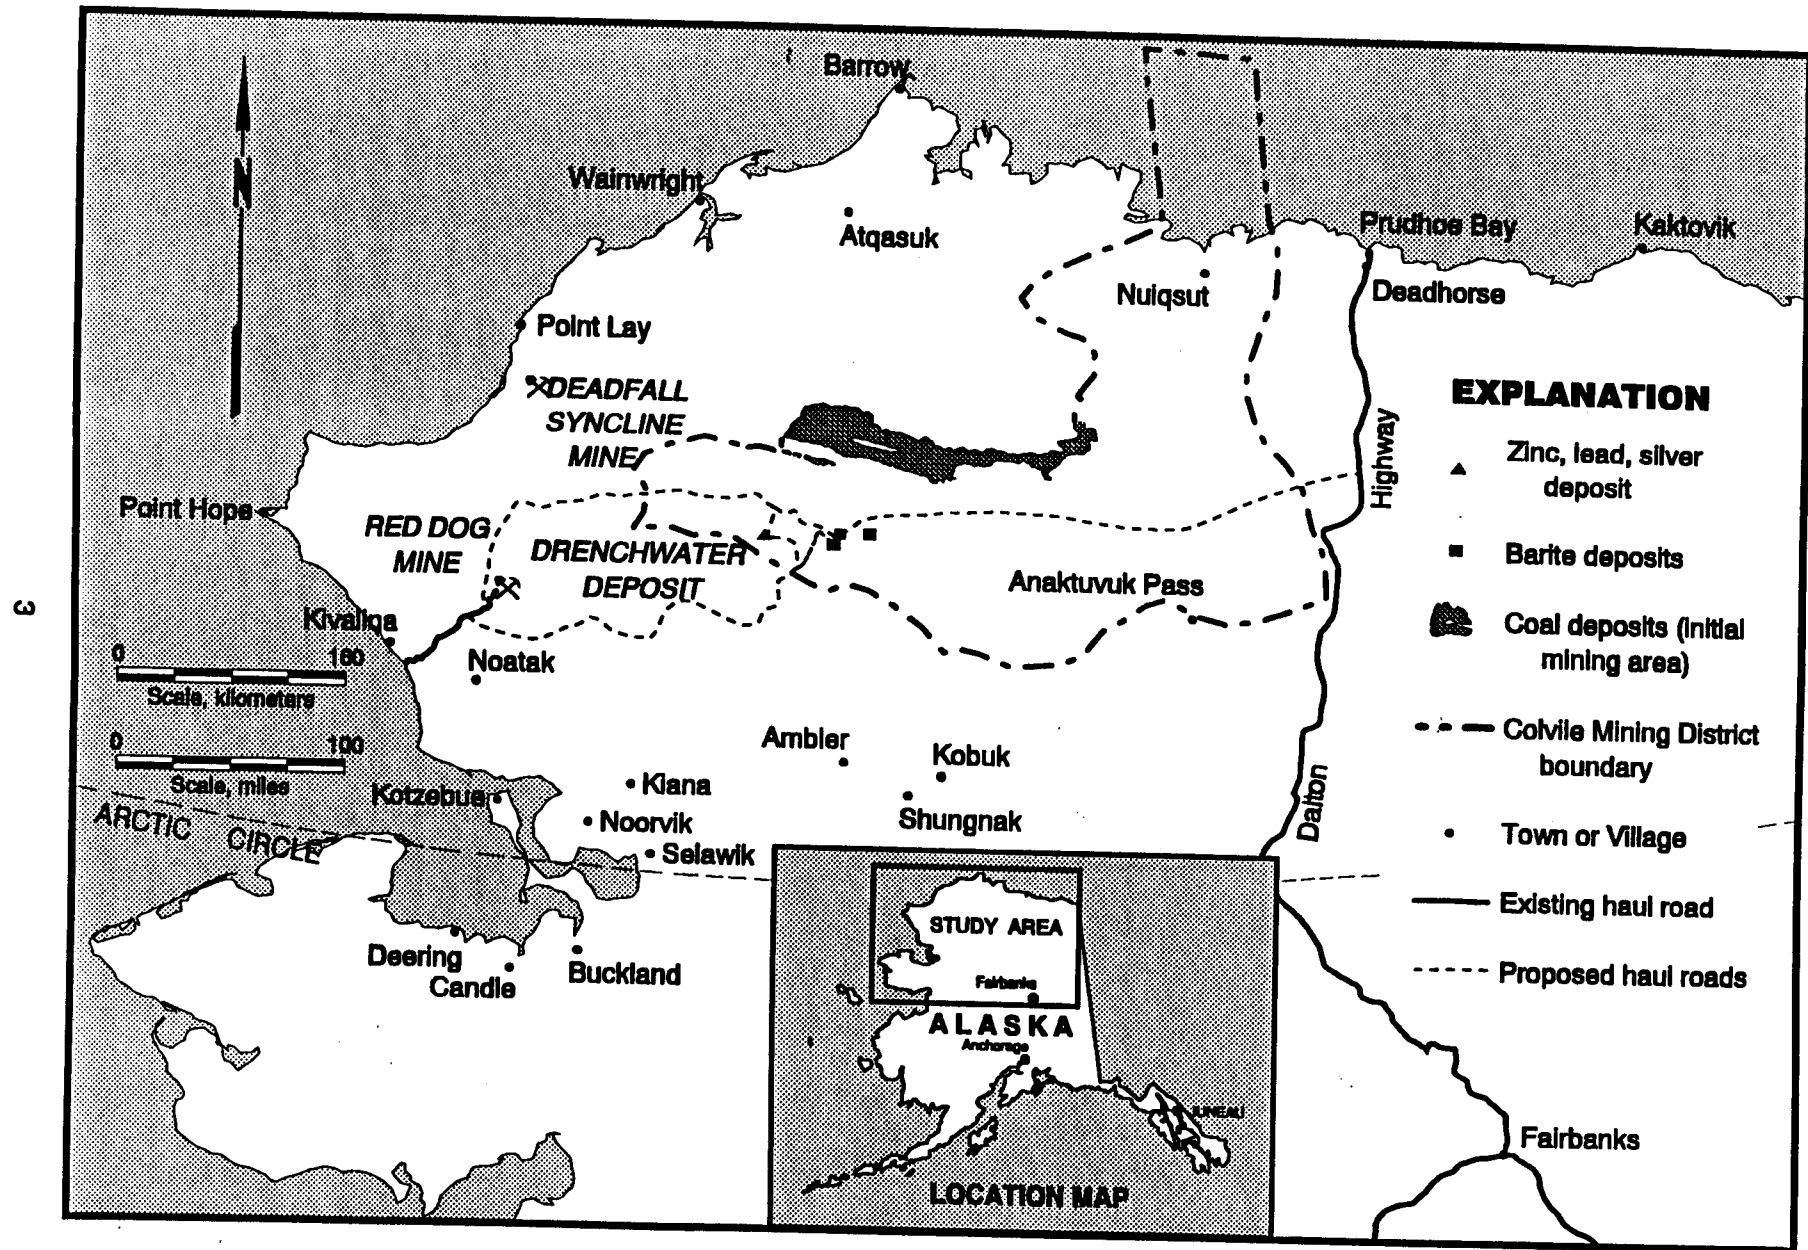 Barrow
Wainwright
Atqasuk
Prudhoe Bay
Kaktovik
Nuiqsut
Deadhorse
Point Lay
N
DEADFALL
SYNCLINE
MINE
Point Hope
RED DOG
MINE
DRENCHWATER
DEPOSIT
Anaktuvuk Pass
Highway
Dalton
3
Kivalina
Noatak
0 160
Scale, kilometers
0 100
Scale, miles
Ambler
Kobuk
Shungnak
Kiana
Kotzebue
Noorvik
Selawik
ARCTIC CIRCLE
Deering
Candle
Buckland
Fairbanks
EXPLANATION
Zinc, lead, silver
deposit
Barite deposits
Coal deposits (initial
mining area)
Colvile Mining District
boundary
Town or Village
Existing haul road
Proposed haul roads
STUDY AREA
Fairbanks
ALASKA
Anchorage
JUNEAU
LOCATION MAP